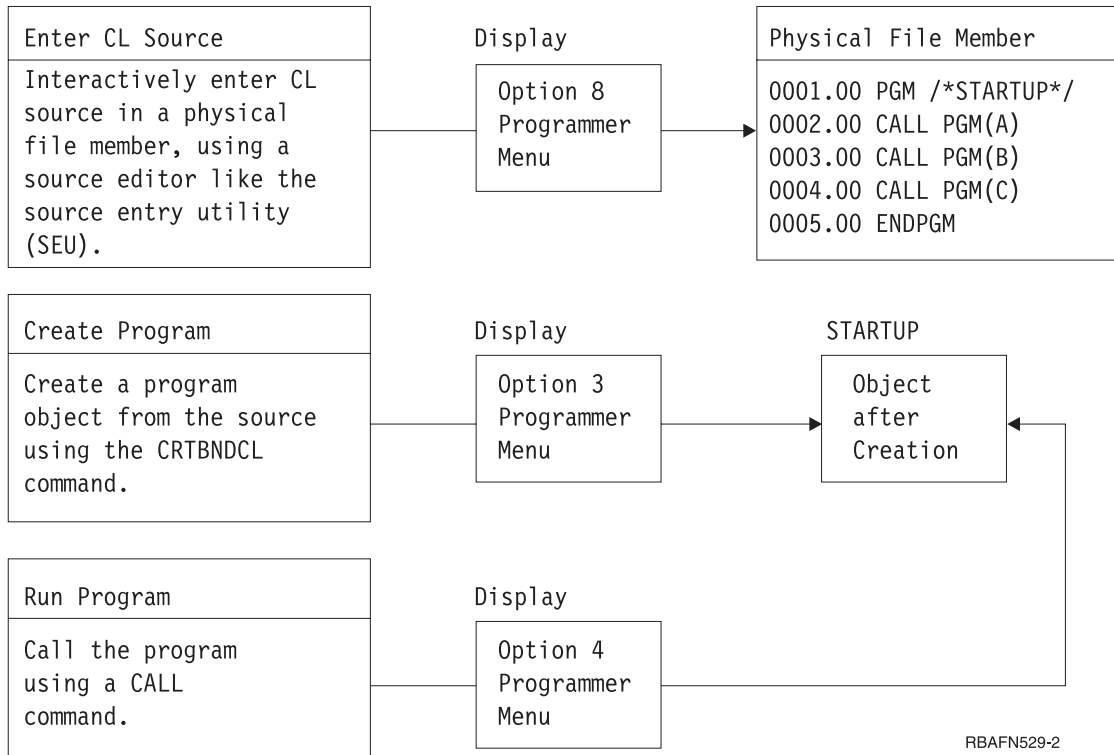 Enter CL Source
Interactively enter CL
source in a physical
file member, using a
source editor like the
source entry utility
(SEU).
Display
Option 8
Programmer
Menu
Physical File Member
0001.00 PGM /*STARTUP*/
0002.00 CALL PGM(A)
0003.00 CALL PGM(B)
0004.00 CALL PGM(C)
0005.00 ENDPGM
Create Program
Create a program
object from the source
using the CRTBNDCL
command.
Display
Option 3
Programmer
Menu
STARTUP
Object
after
Creation
Run Program
Call the program
using a CALL
command.
Display
Option 4
Programmer
Menu
RBAFN529-2